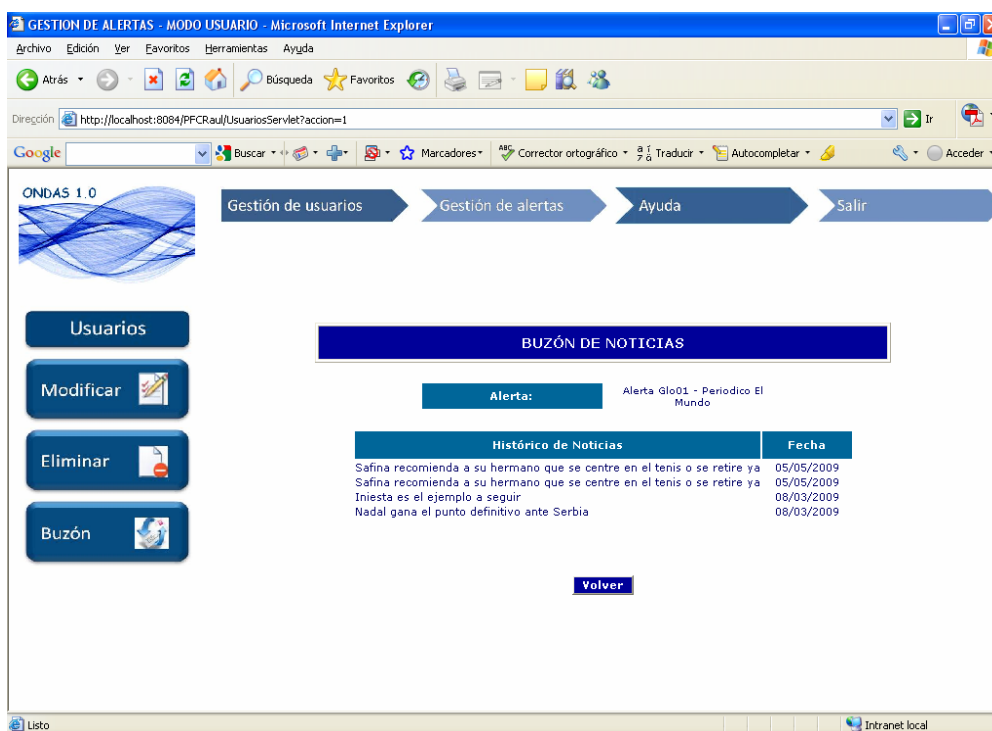 GESTION DE ALERTAS - MODO USUARIO - Microsoft Internet Explorer
Archivo Edición Ver Favoritos Herramientas Ayuda
Atrás Búsqueda Favoritos
Dirección http://localhost:8084/PFCRaul/UsuariosServlet?accion=1 Ir
Google Buscar Marcadores ABC Corrector ortográfico Traducir Autocompletar Acceder
ONDAS 1.0
Gestión de usuarios Gestión de alertas Ayuda Salir
Usuarios
Modificar
Eliminar
Buzón
BUZÓN DE NOTICIAS
Alerta: Alerta Glo01 - Periodico El
Mundo
Histórico de Noticias Fecha
Safina recomienda a su hermano que se centre en el tenis o se retire ya 05/05/2009
Safina recomienda a su hermano que se centre en el tenis o se retire ya 05/05/2009
Iniesta es el ejemplo a seguir 08/03/2009
Nadal gana el punto definitivo ante Serbia 08/03/2009
Volver
Listo Intranet local